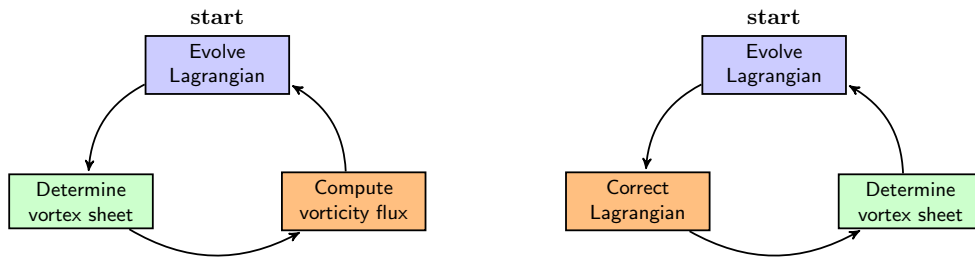 start
Evolve
Lagrangian
Determine
vortex sheet
Compute
vorticity flux
start
Evolve
Lagrangian
Correct
Lagrangian
Determine
vortex sheet